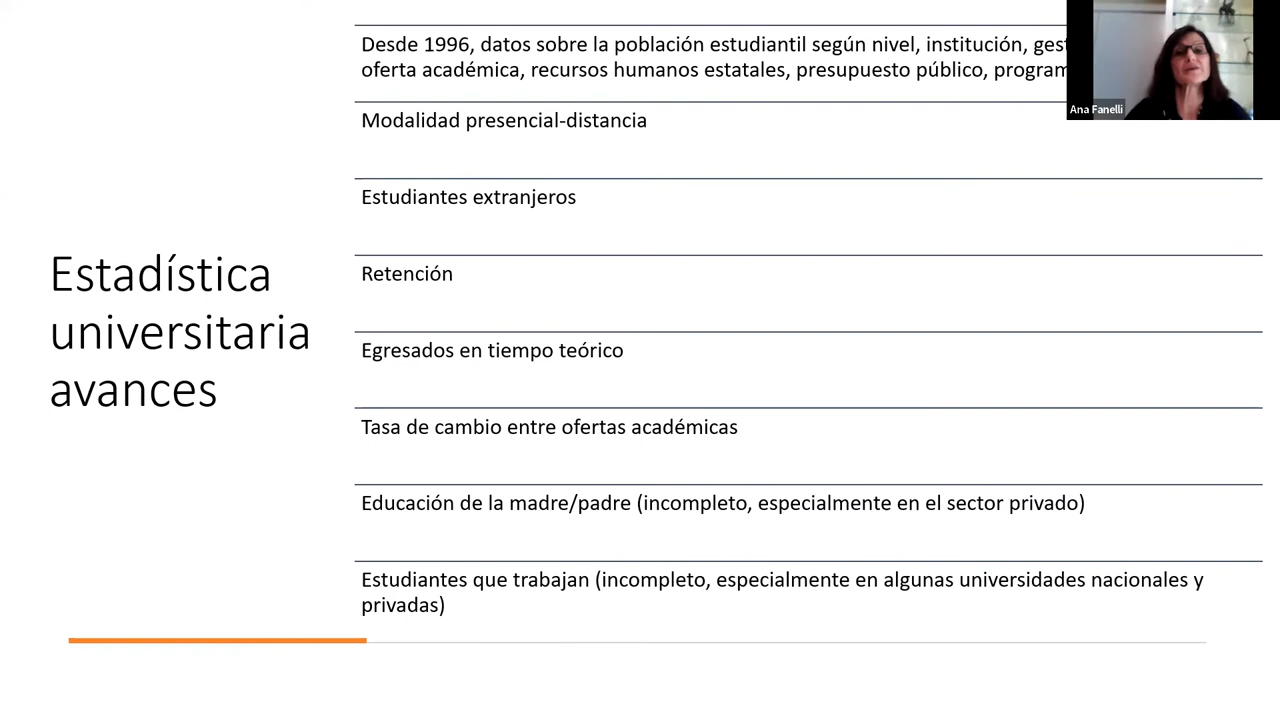 Desde 1996, datos sobre la población estudiantil según nivel, institución,
oferta académica, recursos humanos estatales, presupuesto público,
Ana Fanelli
Modalidad presencial-distancia
Estudiantes extranjeros
Retención
Estadística
universitaria
avances
Egresados en tiempo teórico
Tasa de cambio entre ofertas académicas
Educación de la madre/padre (incompleto, especialmente en el sector privado)
Estudiantes que trabajan (incompleto, especialmente en algunas universidades nacionales y
privadas)